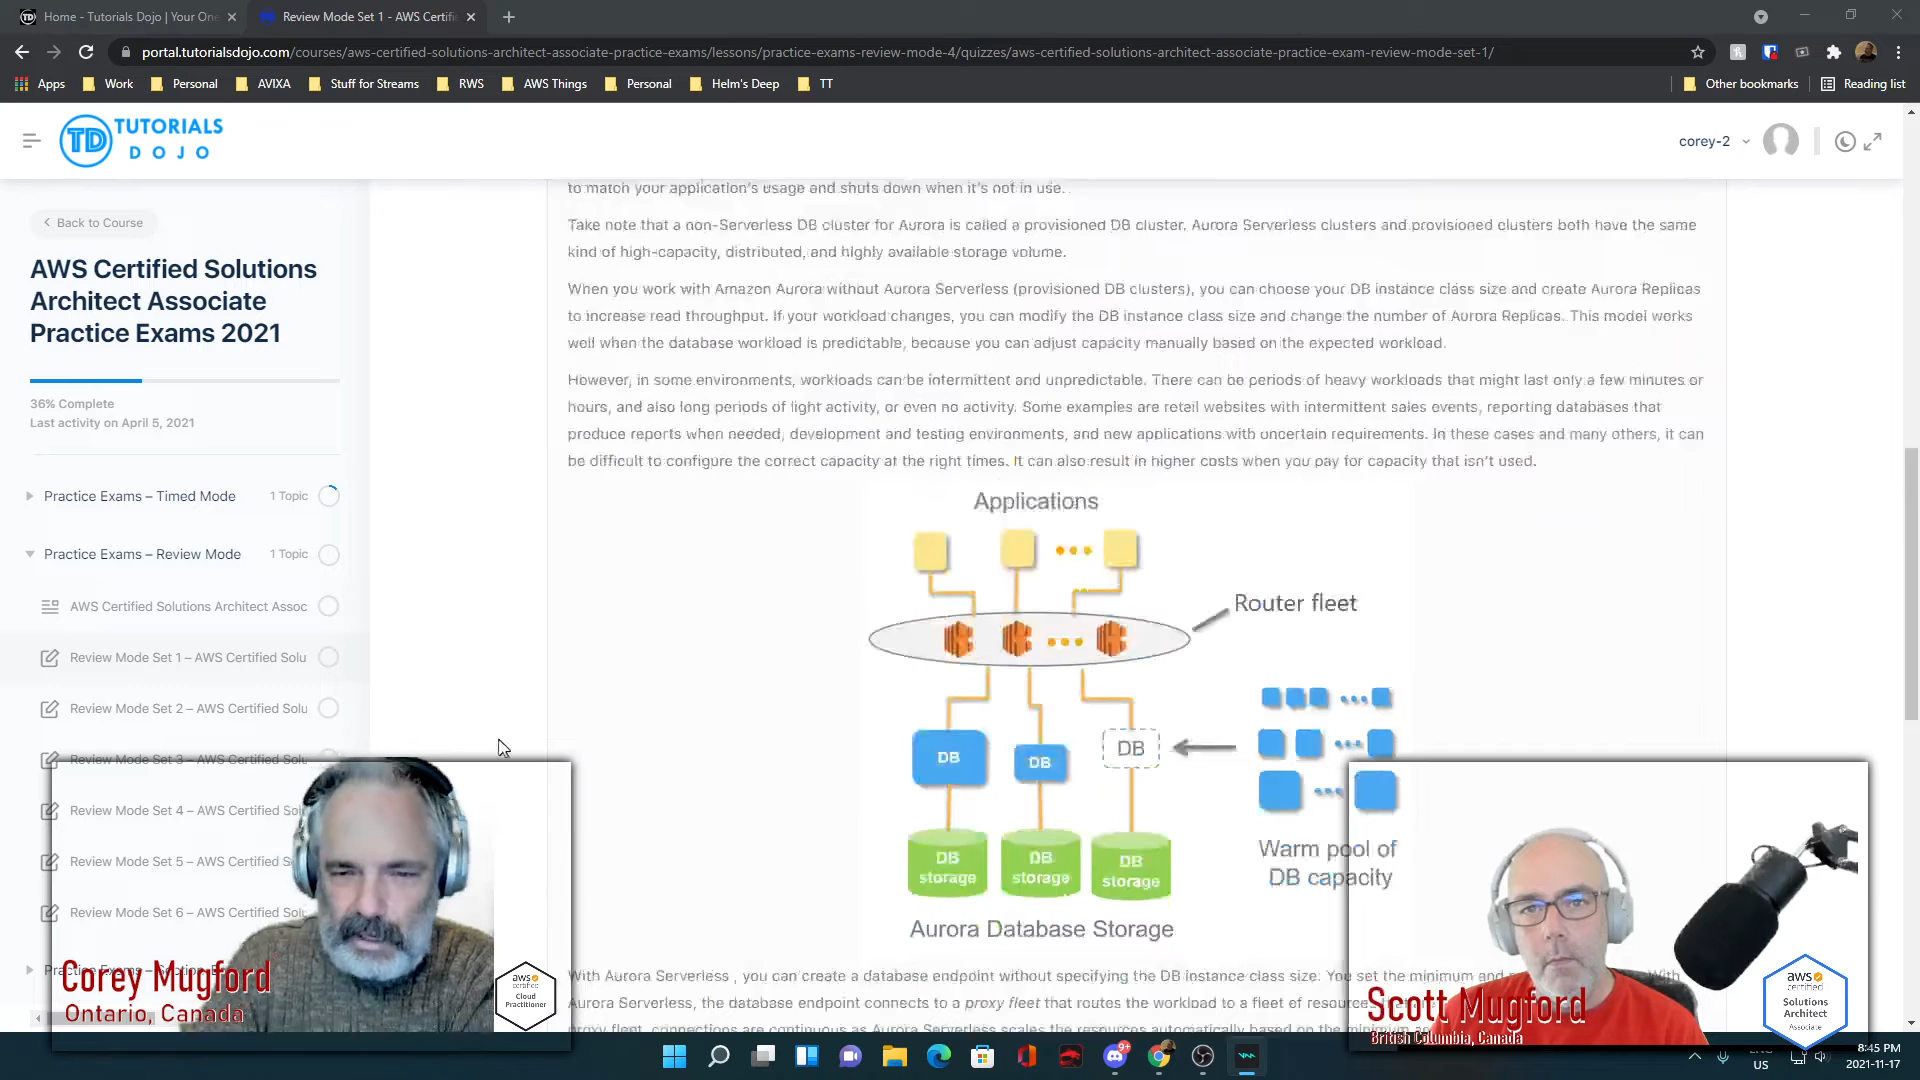 Home - Tutorials Dojo | Your One
Review Mode Set 1 - AWS Certifi
portal.tutorialsdojo.com/courses/aws-certified-solutions-architect-associate-practice-exams/lessons/practice-exams-review-mode-4/quizzes/aws-certified-solutions-architect-associate-practice-exam-review-mode-set-1/
Apps Work Personal AVIXA Stuff for Streams RWS AWS Things Personal Helm's Deep TT Other bookmarks Reading list
TD TUTORIALS
DOJO
corey-2
Back to Course
AWS Certified Solutions
Architect Associate
Practice Exams 2021
36% Complete
Last activity on April 5, 2021
Practice Exams – Timed Mode 1 Topic
Practice Exams – Review Mode 1 Topic
AWS Certified Solutions Architect Assoc
Review Mode Set 1 – AWS Certified Solu
Review Mode Set 2 – AWS Certified Solu
Review Mode Set 3 – AWS Certified Solu
Review Mode Set 4 – AWS Certified Sol
Review Mode Set 5 – AWS Certified S
Review Mode Set 6 – AWS Certified Solu
to match your application's usage and shuts down when it's not in use.
Take note that a non-Serverless DB cluster for Aurora is called a provisioned DB cluster. Aurora Serverless clusters and provisioned clusters both have the same
kind of high-capacity, distributed, and highly available storage volume.
When you work with Amazon Aurora without Aurora Serverless (provisioned DB clusters), you can choose your DB instance class size and create Aurora Replicas
to increase read throughput. If your workload changes, you can modify the DB instance class size and change the number of Aurora Replicas. This model works
well when the database workload is predictable, because you can adjust capacity manually based on the expected workload.
However, in some environments, workloads can be intermittent and unpredictable. There can be periods of heavy workloads that might last only a few minutes or
hours, and also long periods of light activity, or even no activity. Some examples are retail websites with intermittent sales events, reporting databases that
produce reports when needed, development and testing environments, and new applications with uncertain requirements. In these cases and many others, it can
be difficult to configure the correct capacity at the right times. It can also result in higher costs when you pay for capacity that isn't used.
Applications
Router fleet
DB
DB
DB
DB
storage
DB
storage
DB
storage
Warm pool of
DB capacity
Aurora Database Storage
With Aurora Serverless , you can create a database endpoint without specifying the DB instance class size. You set the minimum and
With
Aurora Serverless, the database endpoint connects to a proxy fleet that routes the workload to a fleet of resource
proxy fleet, connections are continuous as Aurora Serverless scales the resources automatically based on the minimum
Corey Mugford
Ontario, Canada
aws
certified
Cloud
Practitioner
Scott Mugford
British Columbia, Canada
aws
certified
Solutions
Architect
Associate
9+
US
8:45 PM
2021-11-17